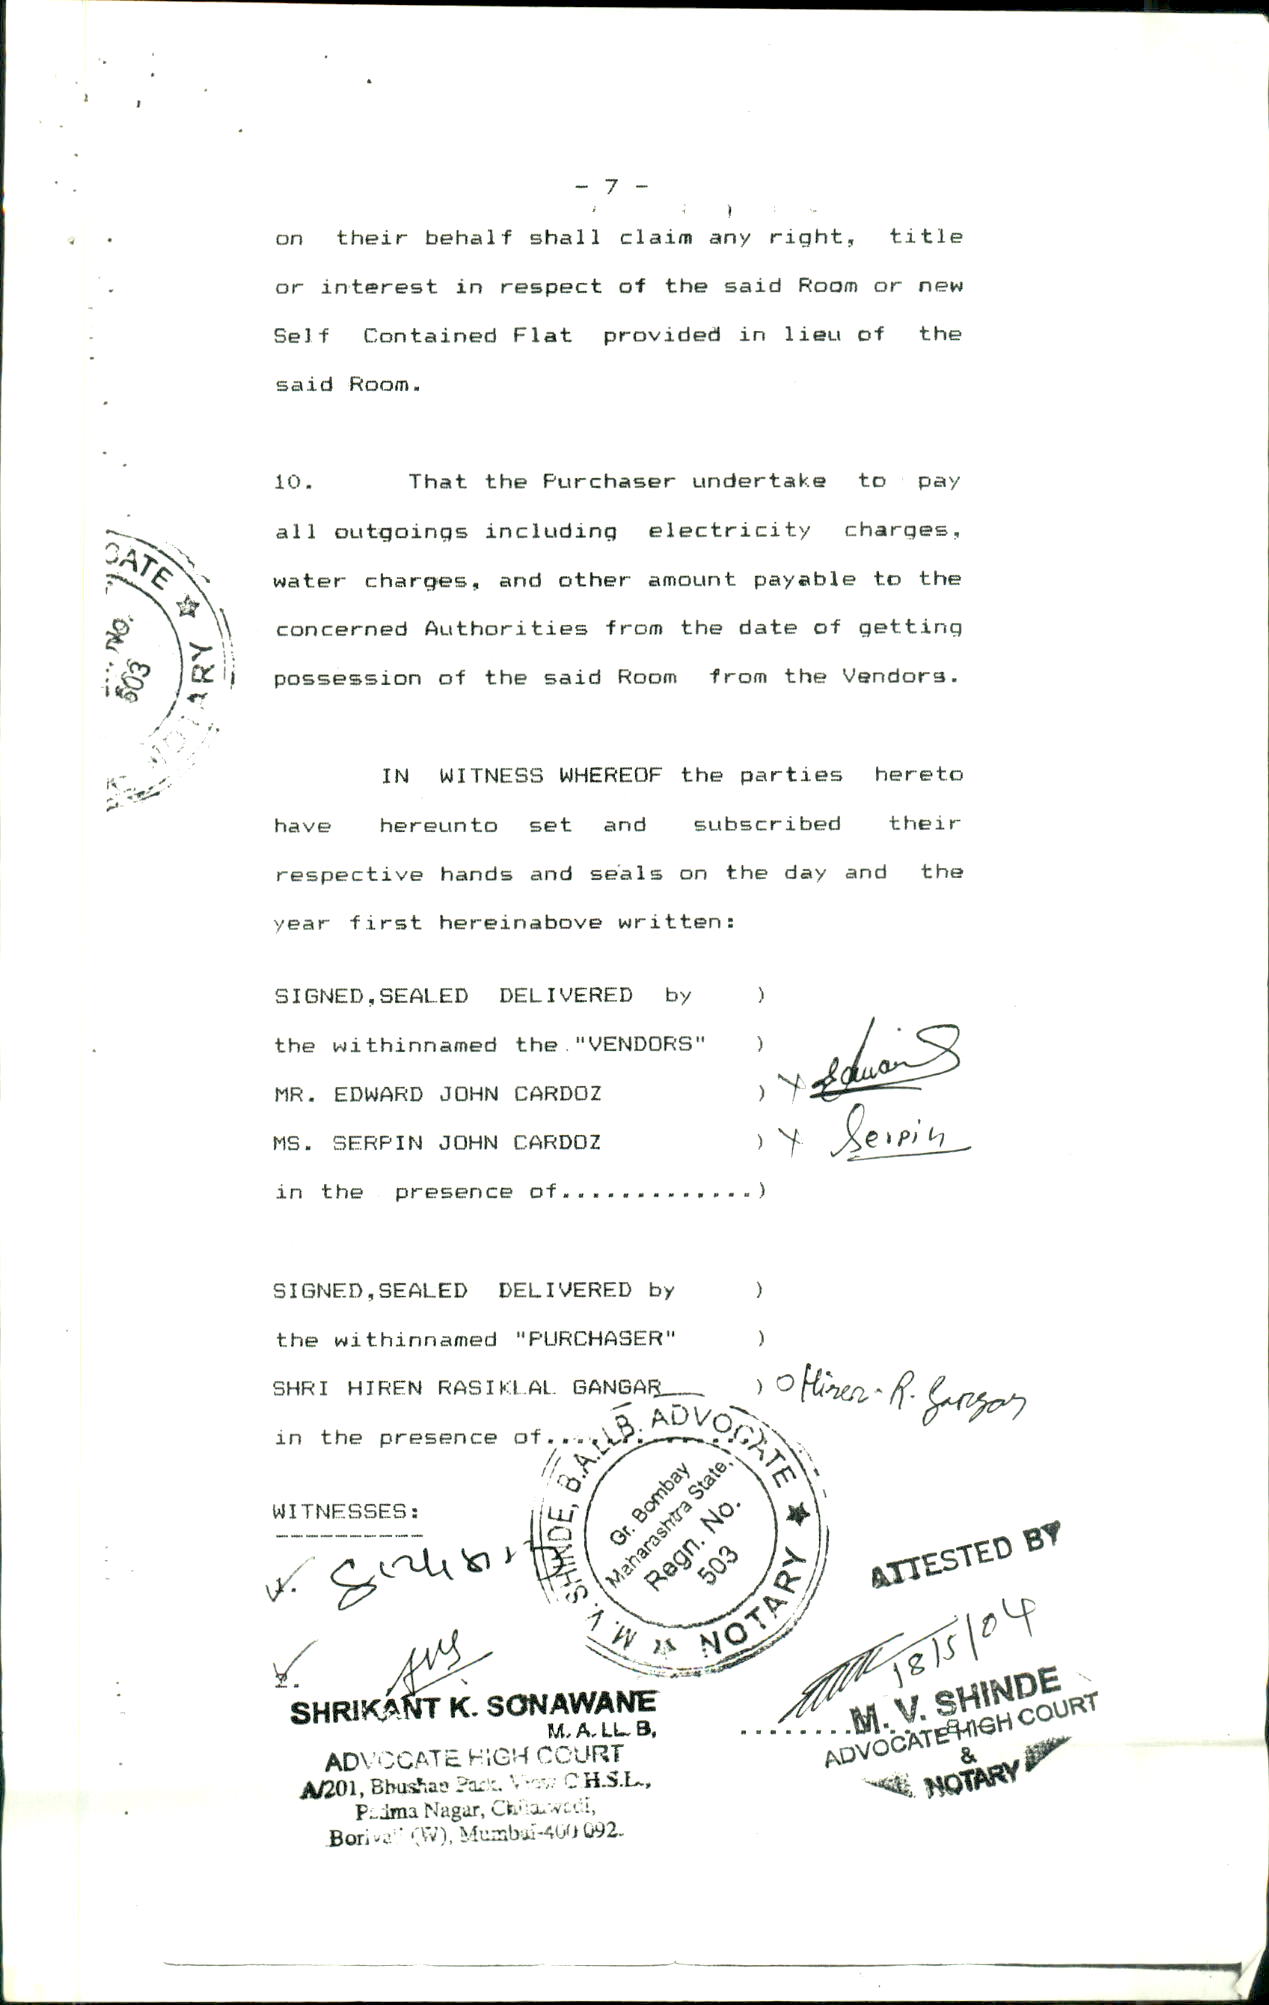 - 7 -
on their behalf shall claim any right, title
or interest in respect of the said Room or new
Self Contained Flat provided in lieu of the
said Room.
10. That the Purchaser undertake to pay
all outgoings including electricity charges,
water charges, and other amount payable to the
concerned Authorities from the date of getting
possession of the said Room from the Vendors.
IN WITNESS WHEREOF the parties hereto
have hereunto set and subscribed their
respective hands and seals on the day and the
year first hereinabove written:
SIGNED,SEALED DELIVERED by )
the withinnamed the "VENDORS" )
MR. EDWARD JOHN CARDOZ ) x Edward
MS. SERPIN JOHN CARDOZ ) x Serpin
in the presence of.............)
SIGNED,SEALED DELIVERED by )
the withinnamed "PURCHASER" )
SHRI HIREN RASIKLAL GANGAR ) Hiren. R. Gangar
in the presence of.............
WITNESSES:
1.
2.
SHRIKANT K. SONAWANE
M.A.LL.B,
ADVOCATE HIGH COURT
A/201, Bhushan Park, View C.H.S.L.,
Padma Nagar, Chikuwadi,
Borivali (W), Mumbai-400 092.
M. V. SHINDE, B.A.LLB. ADVOCATE
★ NOTARY ★
Gr. Bombay
Maharashtra State,
Regn. No.
503
ATTESTED BY
18/5/04
M. V. SHINDE
ADVOCATE HIGH COURT
&
NOTARY
CATE ★ NOTARY
No.
503